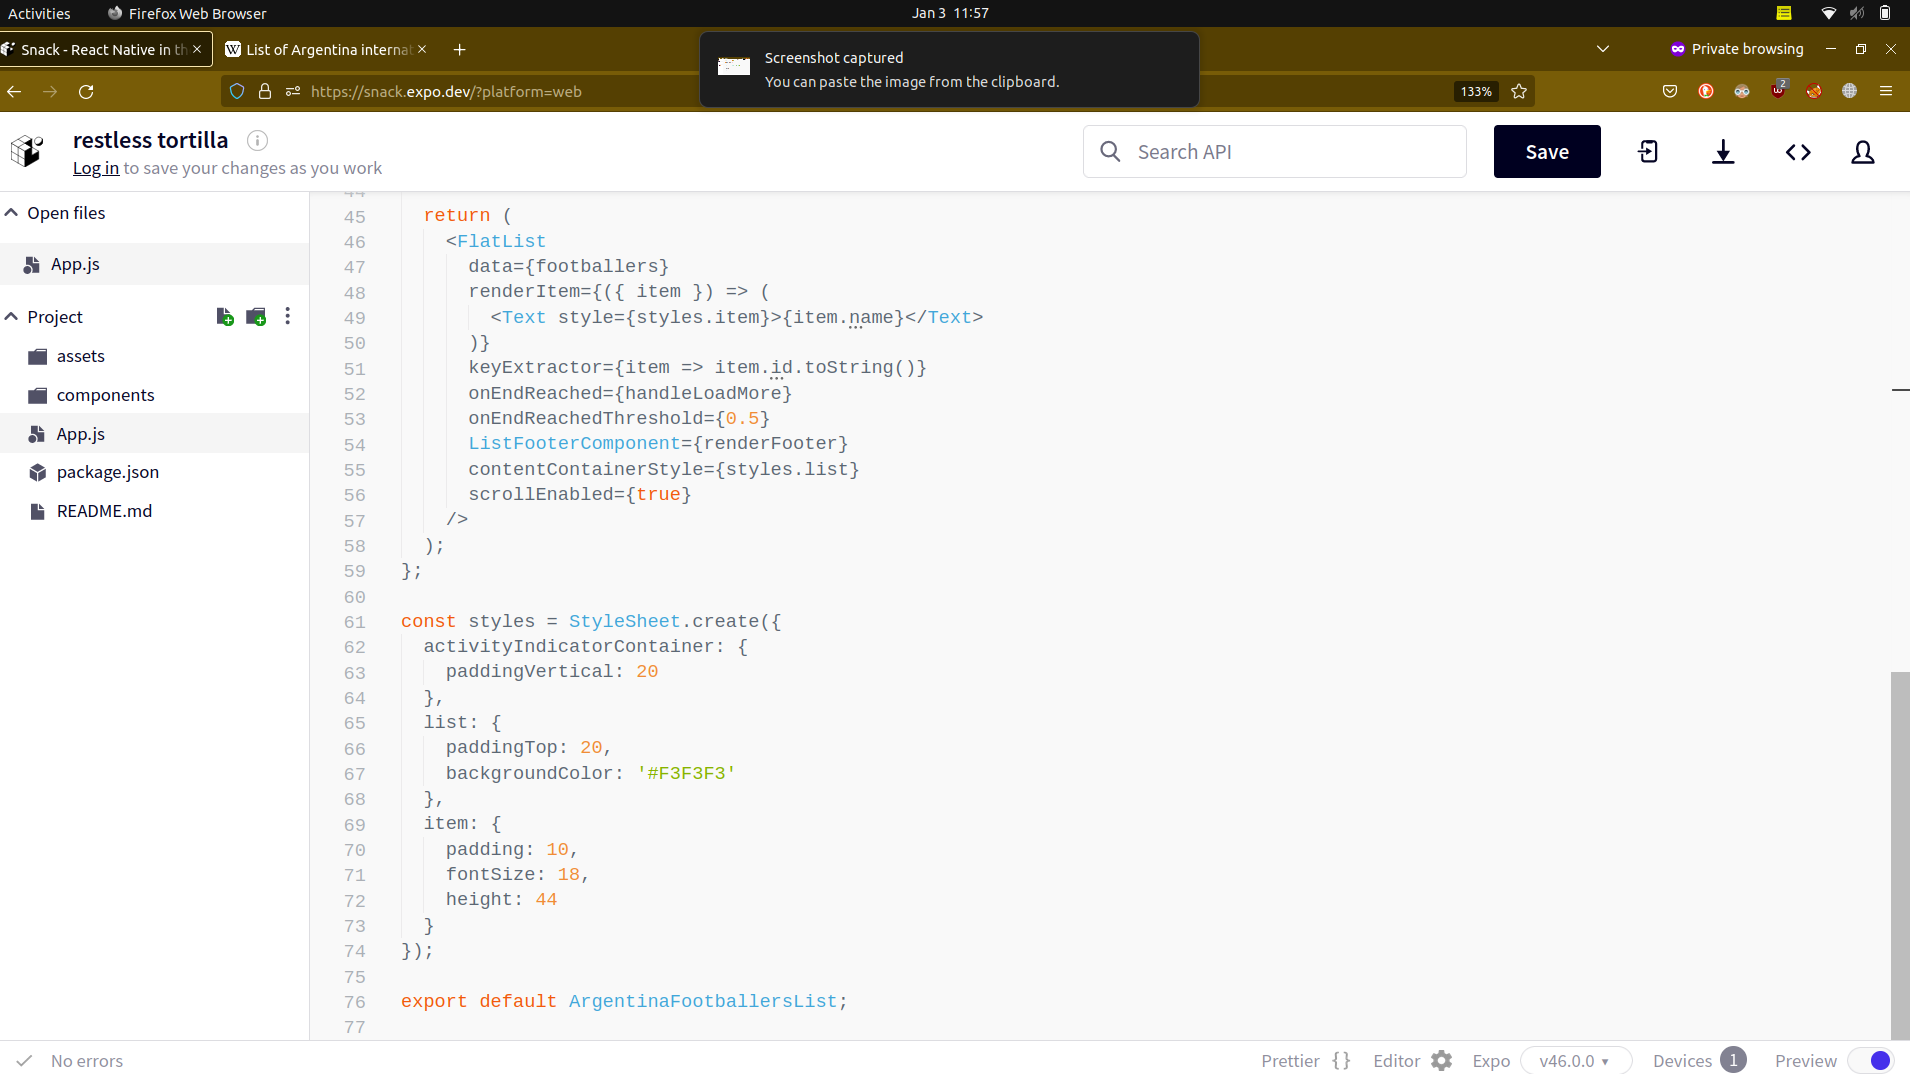 Activities
Firefox Web Browser
Jan 3 11:57
Snack - React Native in th
List of Argentina internat
Private browsing
Screenshot captured
You can paste the image from the clipboard.
https://snack.expo.dev/?platform=web
133%
2
restless tortilla
Log in to save your changes as you work
Search API
Save
Open files
App.js
Project
assets
components
App.js
package.json
README.md
44
45 return (
46 <FlatList
47 data={footballers}
48 renderItem={({ item }) => (
49 <Text style={styles.item}>{item.name}</Text>
50 )}
51 keyExtractor={item => item.id.toString()}
52 onEndReached={handleLoadMore}
53 onEndReachedThreshold={0.5}
54 ListFooterComponent={renderFooter}
55 contentContainerStyle={styles.list}
56 scrollEnabled={true}
57 />
58 );
59 };
60
61 const styles = StyleSheet.create({
62 activityIndicatorContainer: {
63 paddingVertical: 20
64 },
65 list: {
66 paddingTop: 20,
67 backgroundColor: '#F3F3F3'
68 },
69 item: {
70 padding: 10,
71 fontSize: 18,
72 height: 44
73 }
74 });
75
76 export default ArgentinaFootballersList;
77
No errors
Prettier {}
Editor
Expo v46.0.0
Devices 1
Preview